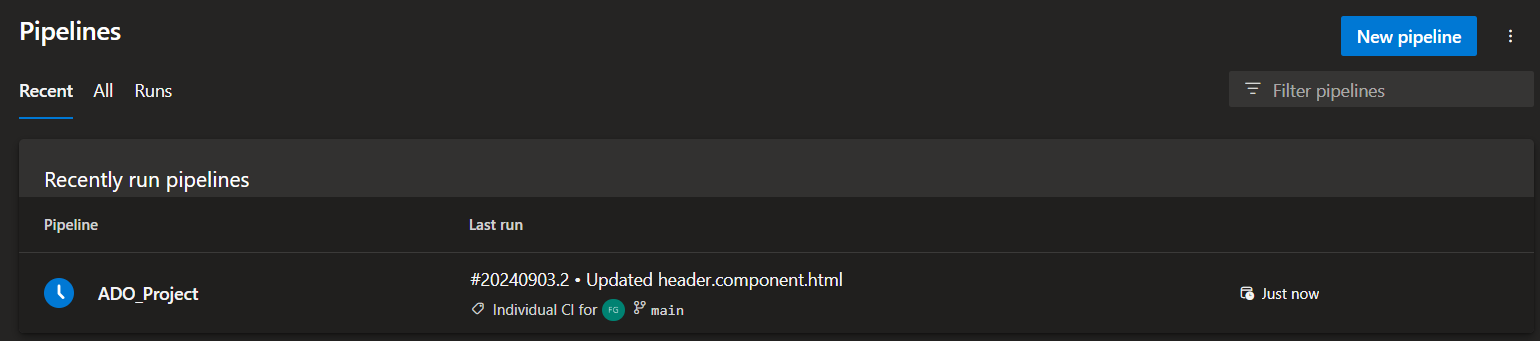 Pipelines
New pipeline
Recent All Runs
Filter pipelines
Recently run pipelines
Pipeline Last run
#20240903.2 • Updated header.component.html
ADO_Project
Just now
Individual CI for FG main